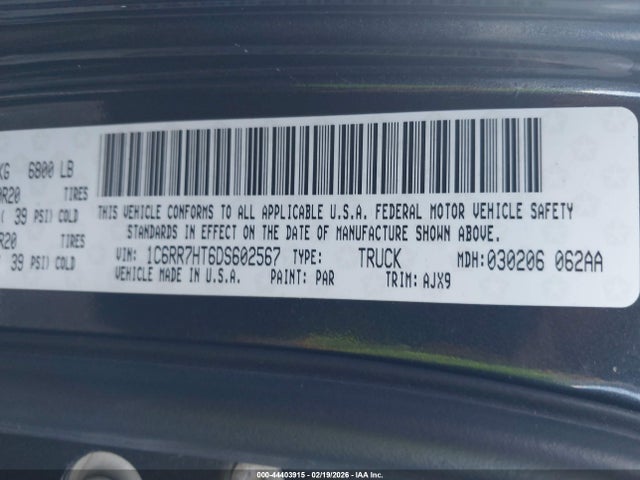 KG 6800 LB
R20 TIRES
( 39 PSI) COLD
R20 TIRES
39 PSI) COLD
THIS VEHICLE CONFORMS TO ALL APPLICABLE U.S.A. FEDERAL MOTOR VEHICLE SAFETY
STANDARDS IN EFFECT ON THE DATE OF MANUFACTURE SHOWN ABOVE.
VIN: 1C6RR7HT6DS602567 TYPE: TRUCK MDH: 030206 062AA
VEHICLE MADE IN U.S.A. PAINT: PAR TRIM: AJX9
000-44403915 - 02/19/2026 - IAA Inc.